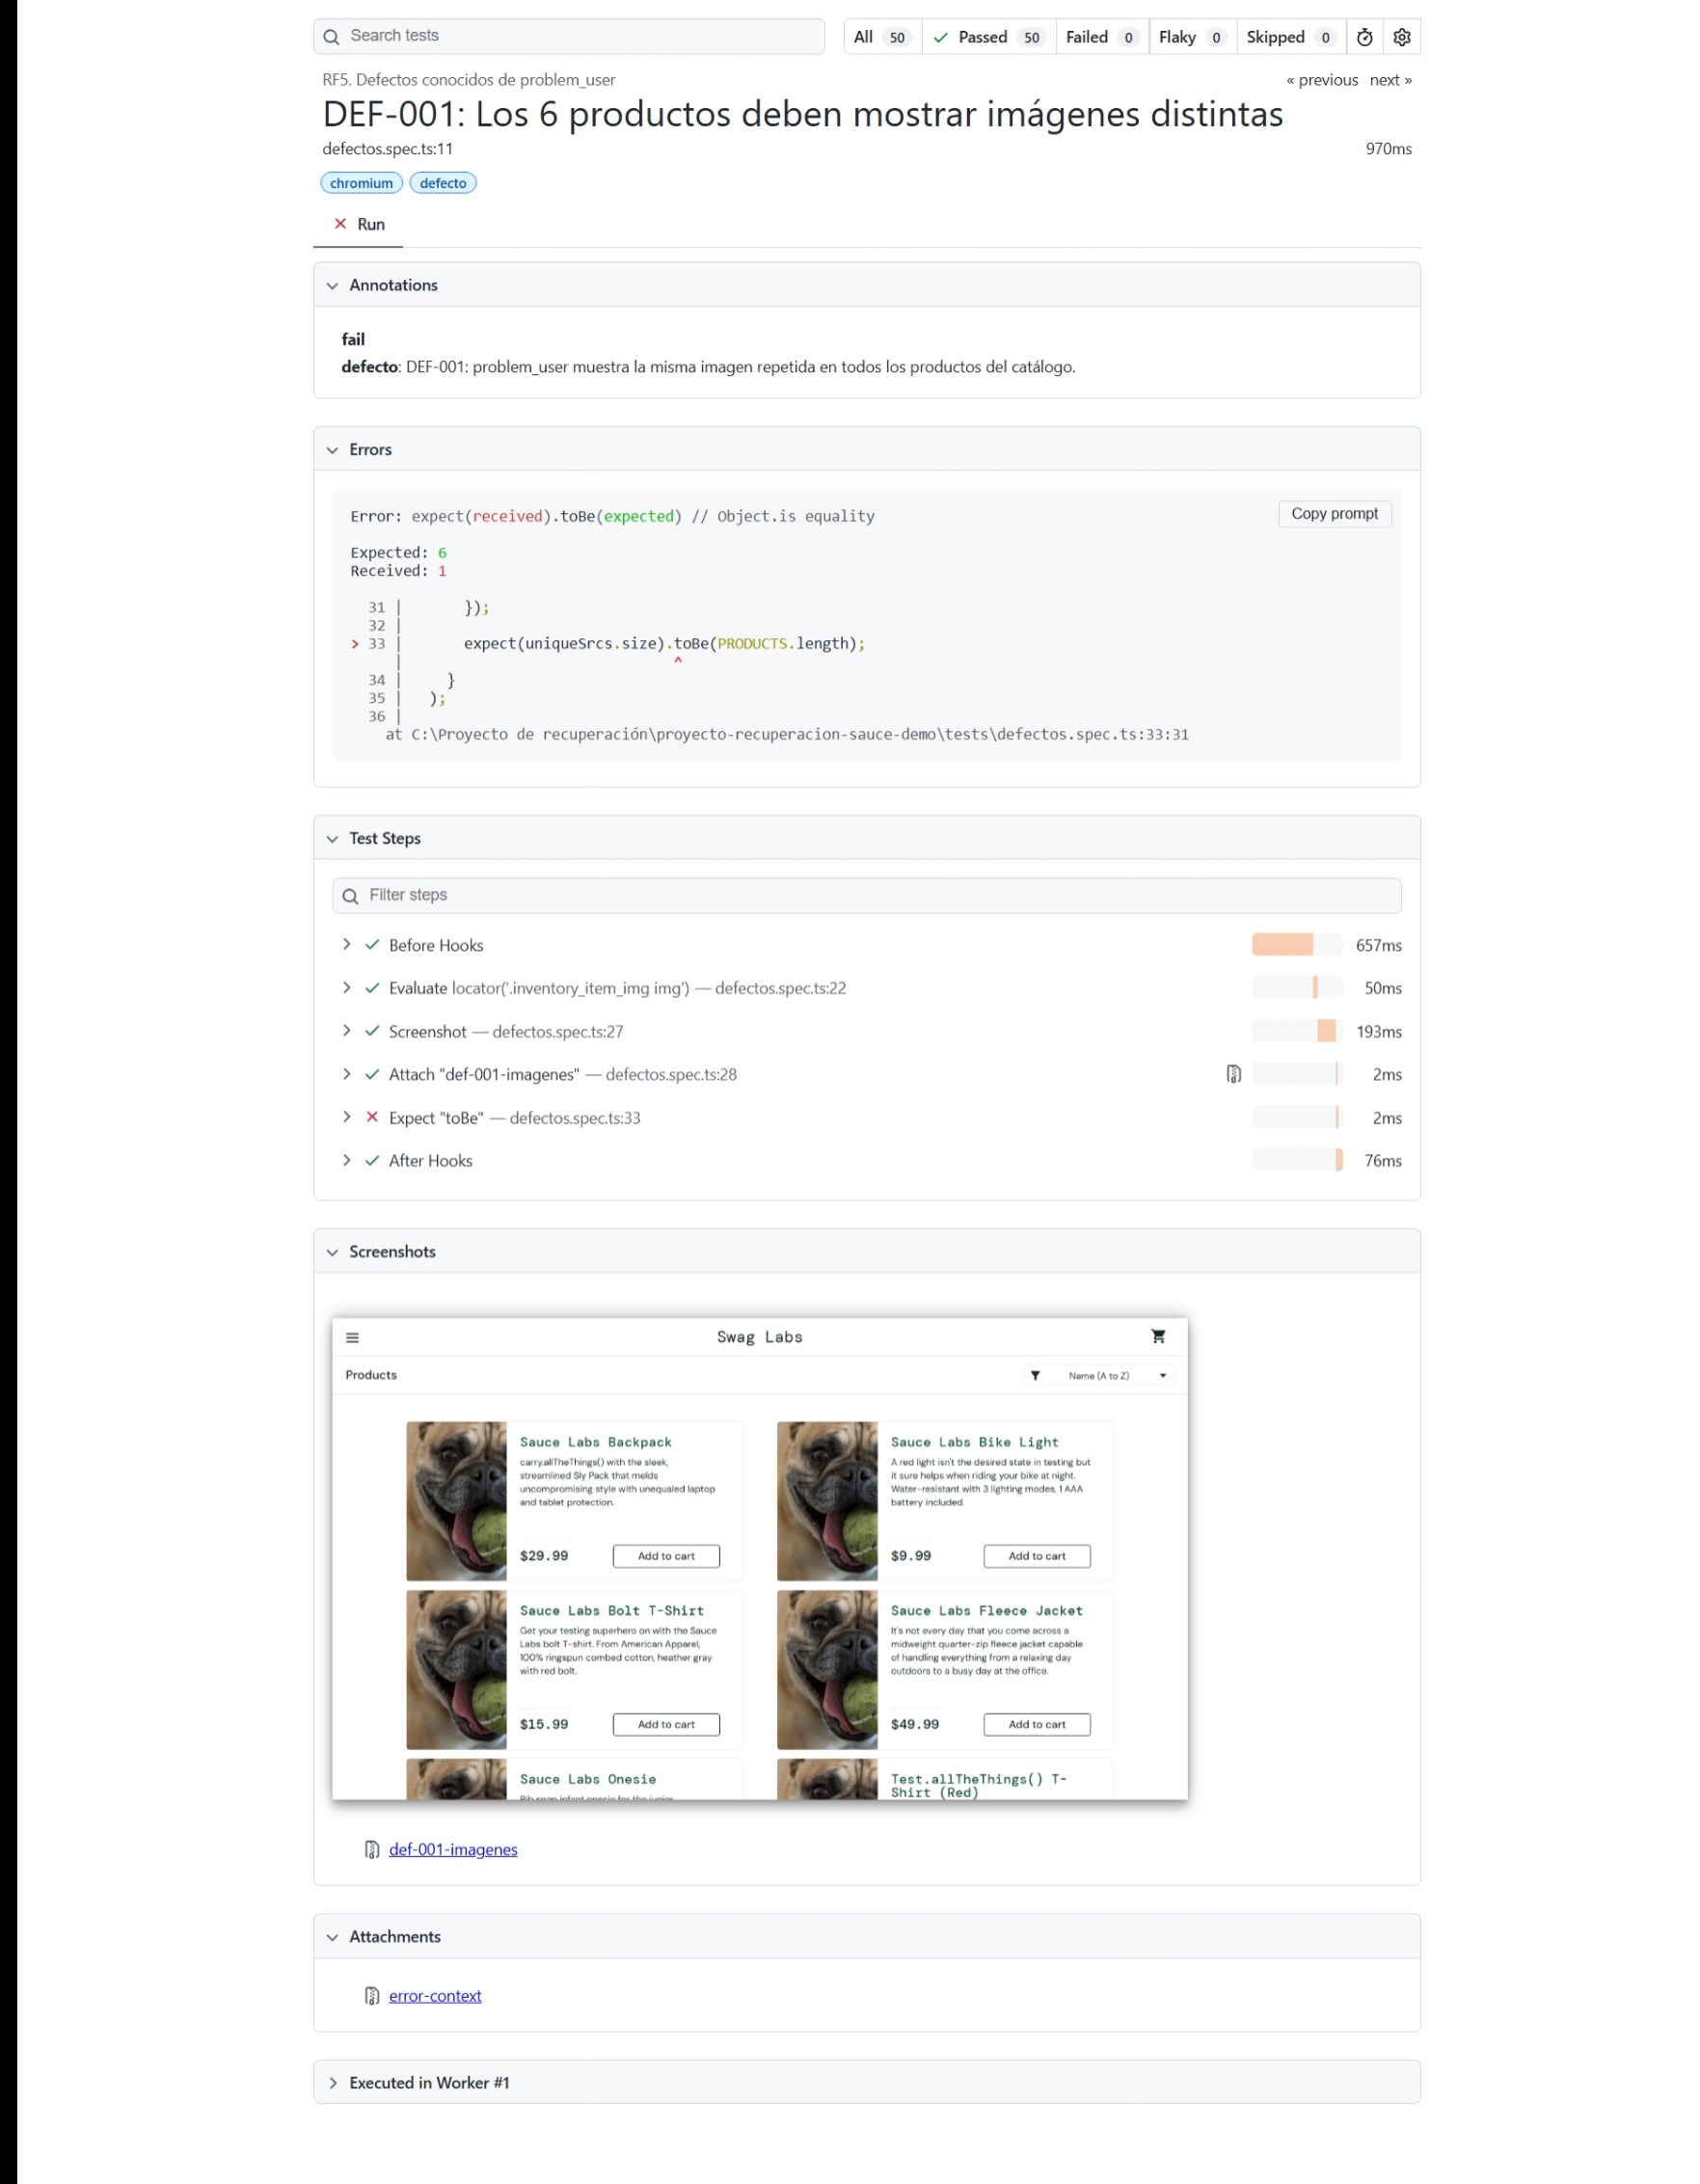 Search tests
All 50 Passed 50 Failed 0 Flaky 0 Skipped 0
RF5. Defectos conocidos de problem_user
« previous next »
DEF-001: Los 6 productos deben mostrar imágenes distintas
defectos.spec.ts:11
970ms
chromium defecto
Run
Annotations
fail
defecto: DEF-001: problem_user muestra la misma imagen repetida en todos los productos del catálogo.
Errors
Copy prompt
Error: expect(received).toBe(expected) // Object.is equality
Expected: 6
Received: 1
31 | });
32 |
> 33 | expect(uniqueSrcs.size).toBe(PRODUCTS.length);
| ^
34 | }
35 | );
36 |
at C:\Proyecto de recuperación\proyecto-recuperacion-sauce-demo\tests\defectos.spec.ts:33:31
Test Steps
Filter steps
Before Hooks 657ms
Evaluate locator('.inventory_item_img img') — defectos.spec.ts:22 50ms
Screenshot — defectos.spec.ts:27 193ms
Attach "def-001-imagenes" — defectos.spec.ts:28 2ms
Expect "toBe" — defectos.spec.ts:33 2ms
After Hooks 76ms
Screenshots
Swag Labs
Products
Name (A to Z)
Sauce Labs Backpack
carry.allTheThings() with the sleek,
streamlined Sly Pack that melds
uncompromising style with unequaled laptop
and tablet protection.
$29.99 Add to cart
Sauce Labs Bike Light
A red light isn't the desired state in testing but
it sure helps when riding your bike at night.
Water-resistant with 3 lighting modes, 1 AAA
battery included.
$9.99 Add to cart
Sauce Labs Bolt T-Shirt
Get your testing superhero on with the Sauce
Labs bolt T-shirt. From American Apparel,
100% ringspun combed cotton, heather gray
with red bolt.
$15.99 Add to cart
Sauce Labs Fleece Jacket
It's not every day that you come across a
midweight quarter-zip fleece jacket capable
of handling everything from a relaxing day
outdoors to a busy day at the office.
$49.99 Add to cart
Sauce Labs Onesie
Rib snap infant onesie for the junior
Test.allTheThings() T-
Shirt (Red)
def-001-imagenes
Attachments
error-context
Executed in Worker #1